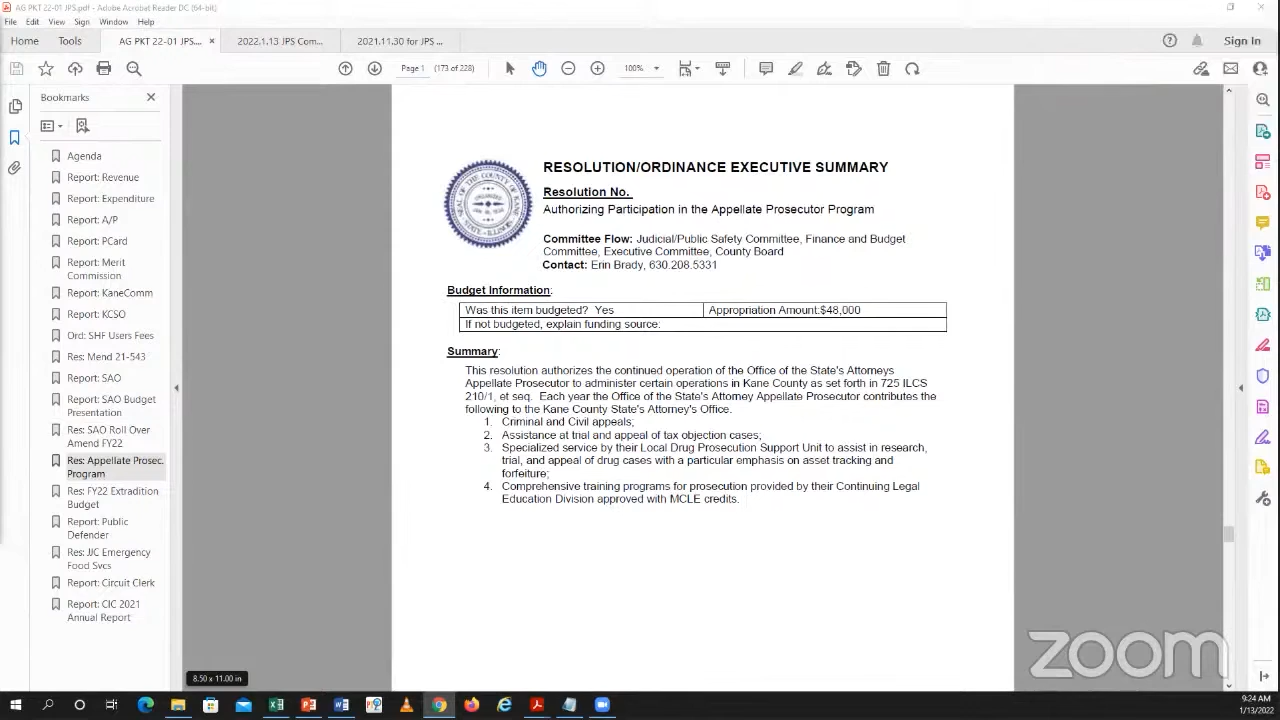 AG PKT 22-01 JPS.pdf - Adobe Acrobat Reader DC (64-bit)
File Edit View Sign Window Help
Home Tools AG PKT 22-01 JPS... × 2022.1.13 JPS Com... 2021.11.30 for JPS ... Sign In
Page 1 (173 of 228) 100%
Bookmarks
Agenda
Report: Revenue
Report: Expenditure
Report: A/P
Report: PCard
Report: Merit
Commission
Report: KaneComm
Report: KCSO
Ord: SHF Users Fees
Res: Mend 21-543
Report: SAO
Report: SAO Budget
Presentation
Res: SAO Roll Over
Amend FY22
Res: Appellate Prosec.
Program
Res: FY22 Extradition
Budget
Report: Public
Defender
Res: JJC Emergency
Food Svcs
Report: Circuit Clerk
Report: CIC 2021
Annual Report
SEAL OF THE COUNTY OF KANE
STATE · ILLINOIS
RESOLUTION/ORDINANCE EXECUTIVE SUMMARY
Resolution No.
Authorizing Participation in the Appellate Prosecutor Program
Committee Flow: Judicial/Public Safety Committee, Finance and Budget
Committee, Executive Committee, County Board
Contact: Erin Brady, 630.208.5331
Budget Information:
Was this item budgeted? Yes Appropriation Amount:$48,000
If not budgeted, explain funding source:
Summary:
This resolution authorizes the continued operation of the Office of the State's Attorneys
Appellate Prosecutor to administer certain operations in Kane County as set forth in 725 ILCS
210/1, et seq. Each year the Office of the State's Attorney Appellate Prosecutor contributes the
following to the Kane County State's Attorney's Office.
1. Criminal and Civil appeals;
2. Assistance at trial and appeal of tax objection cases;
3. Specialized service by their Local Drug Prosecution Support Unit to assist in research,
trial, and appeal of drug cases with a particular emphasis on asset tracking and
forfeiture;
4. Comprehensive training programs for prosecution provided by their Continuing Legal
Education Division approved with MCLE credits.
zoom
8.50 x 11.00 in
9:24 AM
1/13/2022